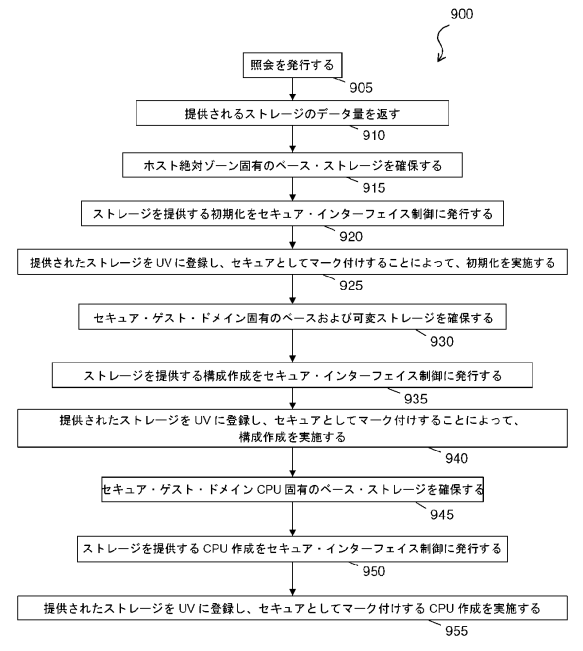 900
照会を発行する
905
提供されるストレージのデータ量を返す
910
ホスト絶対ゾーン固有のベース・ストレージを確保する
915
ストレージを提供する初期化をセキュア・インターフェイス制御に発行する
920
提供されたストレージをUVに登録し、セキュアとしてマーク付けすることによって、初期化を実施する
925
セキュア・ゲスト・ドメイン固有のベースおよび可変ストレージを確保する
930
ストレージを提供する構成作成をセキュア・インターフェイス制御に発行する
935
提供されたストレージをUVに登録し、セキュアとしてマーク付けすることによって、
構成作成を実施する
940
セキュア・ゲスト・ドメインCPU固有のベース・ストレージを確保する
945
ストレージを提供するCPU作成をセキュア・インターフェイス制御に発行する
950
提供されたストレージをUVに登録し、セキュアとしてマーク付けするCPU作成を実施する
955